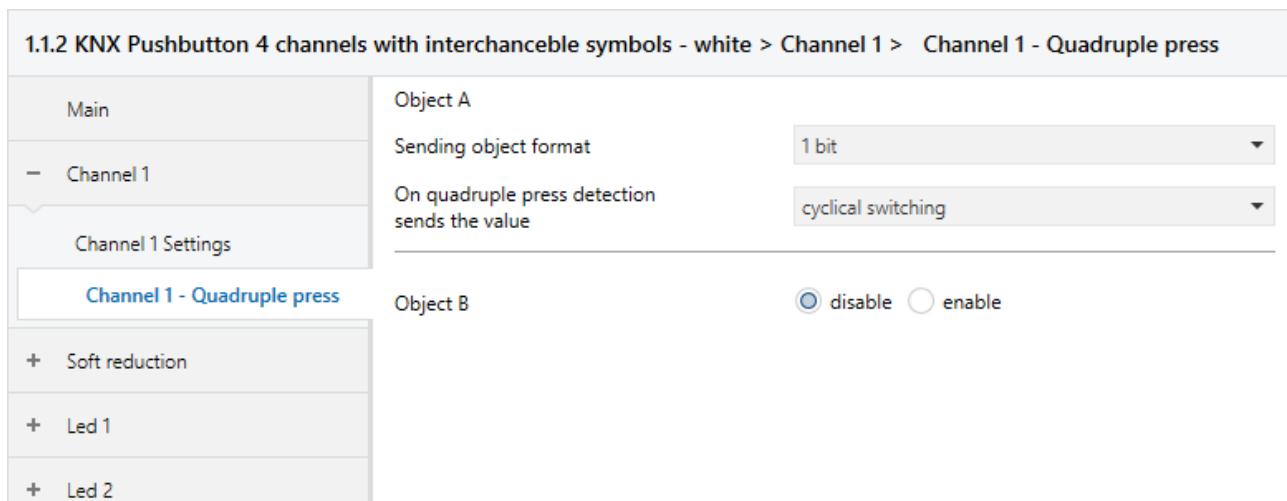 1.1.2 KNX Pushbutton 4 channels with interchanceble symbols - white > Channel 1 > Channel 1 - Quadruple press
Main
− Channel 1
Channel 1 Settings
Channel 1 - Quadruple press
+ Soft reduction
+ Led 1
+ Led 2
Object A
Sending object format
1 bit
On quadruple press detection
sends the value
cyclical switching
Object B
disable enable